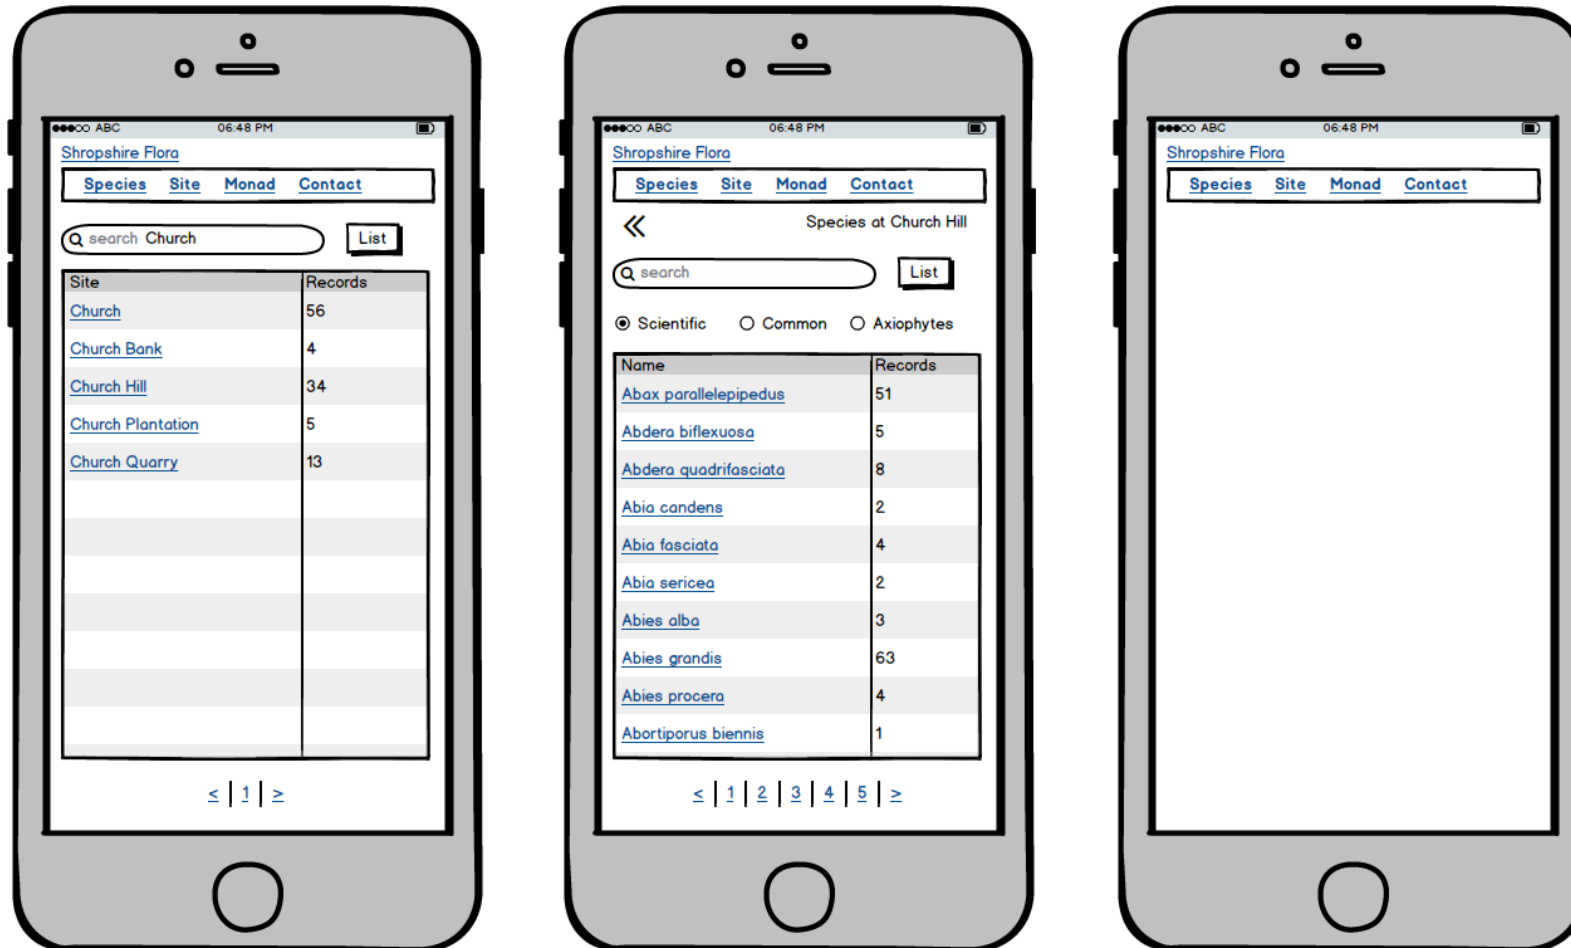 ABC 06:48 PM
Shropshire Flora
Species Site Monad Contact
search Church List
Site Records
Church 56
Church Bank 4
Church Hill 34
Church Plantation 5
Church Quarry 13
< 1 >
ABC 06:48 PM
Shropshire Flora
Species Site Monad Contact
Species at Church Hill
search List
Scientific Common Axiophytes
Name Records
Abax parallelepipedus 51
Abdera biflexuosa 5
Abdera quadrifasciata 8
Abia candens 2
Abia fasciata 4
Abia sericea 2
Abies alba 3
Abies grandis 63
Abies procera 4
Abortiporus biennis 1
< 1 2 3 4 5 >
ABC 06:48 PM
Shropshire Flora
Species Site Monad Contact